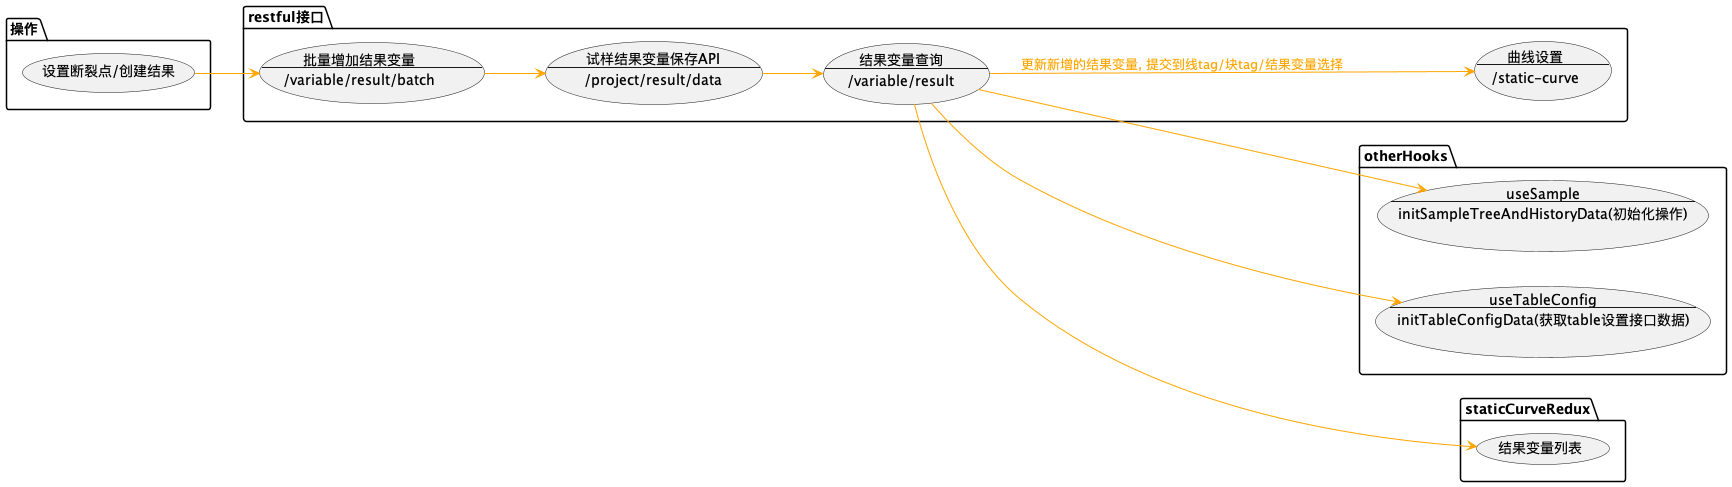 操作
设置断裂点/创建结果
restful接口
批量增加结果变量
/variable/result/batch
试样结果变量保存API
/project/result/data
结果变量查询
/variable/result
更新新增的结果变量, 提交到线tag/块tag/结果变量选择
曲线设置
/static-curve
otherHooks
useSample
initSampleTreeAndHistoryData(初始化操作)
useTableConfig
initTableConfigData(获取table设置接口数据)
staticCurveRedux
结果变量列表